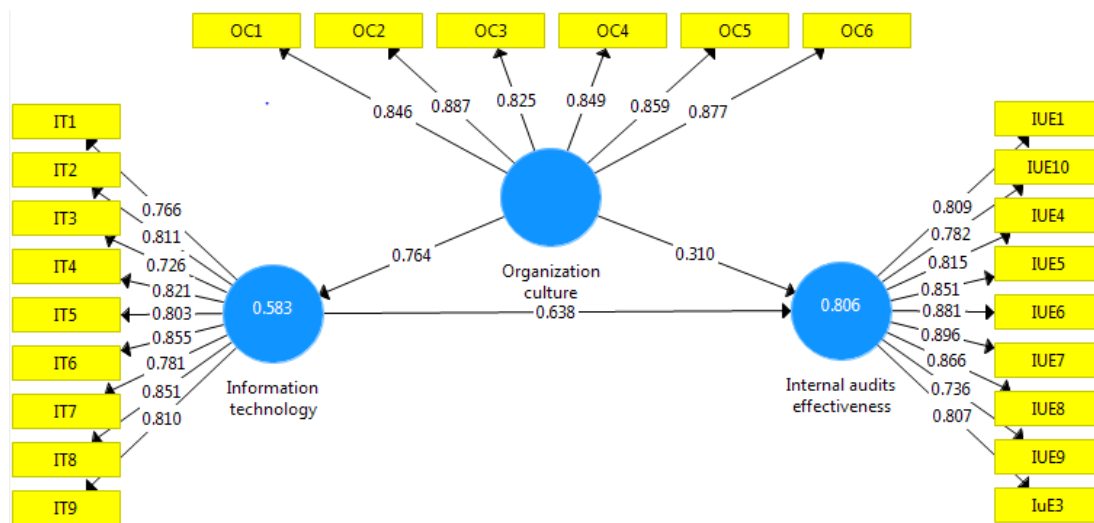 OC1
OC2
OC3
OC4
OC5
OC6
0.846
0.887
0.825
0.849
0.859
0.877
IT1
IT2
IT3
IT4
IT5
IT6
IT7
IT8
IT9
0.766
0.811
0.726
0.821
0.803
0.855
0.781
0.851
0.810
0.583
Information
technology
0.764
Organization
culture
0.310
0.638
0.806
Internal audits
effectiveness
0.809
0.782
0.815
0.851
0.881
0.896
0.866
0.736
0.807
IUE1
IUE10
IUE4
IUE5
IUE6
IUE7
IUE8
IUE9
IuE3